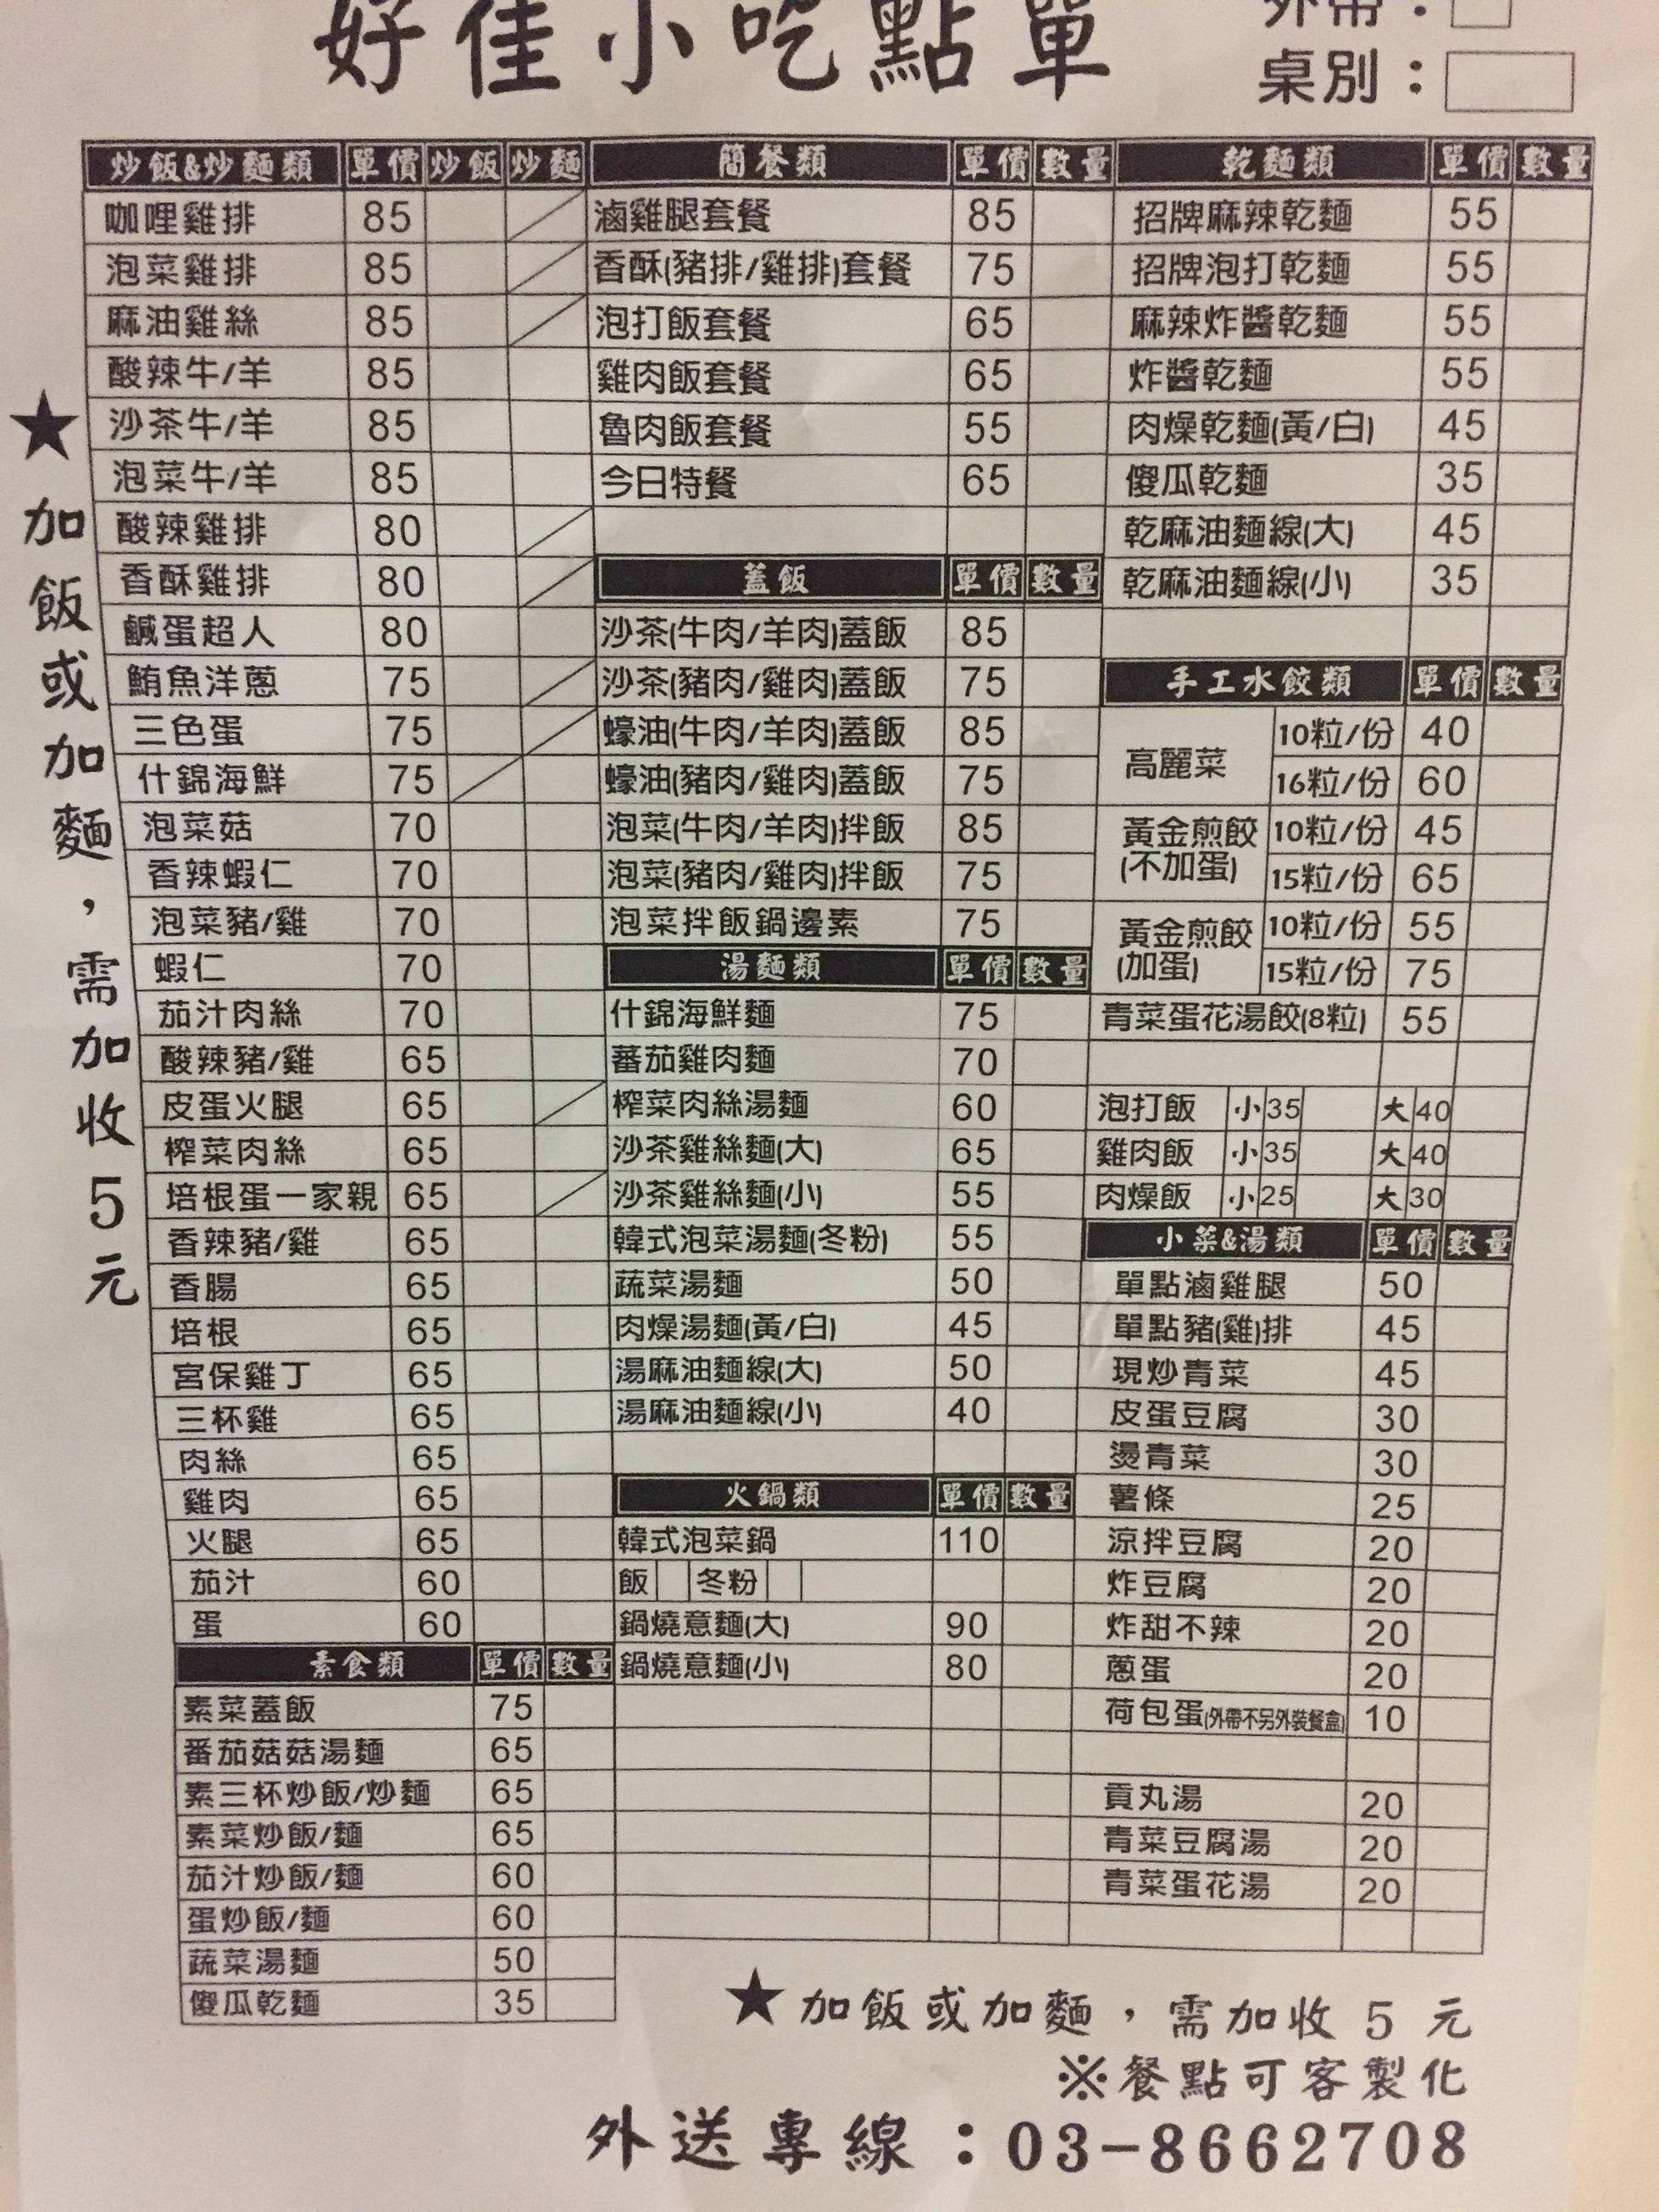 好佳小吃點單
外帶：
桌別：
★加飯或加麵，需加收5元
炒飯&炒麵類 單價 炒飯 炒麵
咖哩雞排 85
泡菜雞排 85
麻油雞絲 85
酸辣牛/羊 85
沙茶牛/羊 85
泡菜牛/羊 85
酸辣雞排 80
香酥雞排 80
鹹蛋超人 80
鮪魚洋蔥 75
三色蛋 75
什錦海鮮 75
泡菜菇 70
香辣蝦仁 70
泡菜豬/雞 70
蝦仁 70
茄汁肉絲 70
酸辣豬/雞 65
皮蛋火腿 65
榨菜肉絲 65
培根蛋一家親 65
香辣豬/雞 65
香腸 65
培根 65
宮保雞丁 65
三杯雞 65
肉絲 65
雞肉 65
火腿 65
茄汁 60
蛋 60
素食類 單價 數量
素菜蓋飯 75
番茄菇菇湯麵 65
素三杯炒飯/炒麵 65
素菜炒飯/麵 65
茄汁炒飯/麵 60
蛋炒飯/麵 60
蔬菜湯麵 50
傻瓜乾麵 35
簡餐類 單價 數量
滷雞腿套餐 85
香酥(豬排/雞排)套餐 75
泡打飯套餐 65
雞肉飯套餐 65
魯肉飯套餐 55
今日特餐 65
蓋飯 單價 數量
沙茶(牛肉/羊肉)蓋飯 85
沙茶(豬肉/雞肉)蓋飯 75
蠔油(牛肉/羊肉)蓋飯 85
蠔油(豬肉/雞肉)蓋飯 75
泡菜(牛肉/羊肉)拌飯 85
泡菜(豬肉/雞肉)拌飯 75
泡菜拌飯鍋邊素 75
湯麵類 單價 數量
什錦海鮮麵 75
蕃茄雞肉麵 70
榨菜肉絲湯麵 60
沙茶雞絲麵(大) 65
沙茶雞絲麵(小) 55
韓式泡菜湯麵(冬粉) 55
蔬菜湯麵 50
肉燥湯麵(黃/白) 45
湯麻油麵線(大) 50
湯麻油麵線(小) 40
火鍋類 單價 數量
韓式泡菜鍋 110
飯 冬粉
鍋燒意麵(大) 90
鍋燒意麵(小) 80
乾麵類 單價 數量
招牌麻辣乾麵 55
招牌泡打乾麵 55
麻辣炸醬乾麵 55
炸醬乾麵 55
肉燥乾麵(黃/白) 45
傻瓜乾麵 35
乾麻油麵線(大) 45
乾麻油麵線(小) 35
手工水餃類 單價 數量
高麗菜 10粒/份 40
16粒/份 60
黃金煎餃 10粒/份 45
(不加蛋) 15粒/份 65
黃金煎餃 10粒/份 55
(加蛋) 15粒/份 75
青菜蛋花湯餃(8粒) 55
泡打飯 小 35 大 40
雞肉飯 小 35 大 40
肉燥飯 小 25 大 30
小菜&湯類 單價 數量
單點滷雞腿 50
單點豬(雞)排 45
現炒青菜 45
皮蛋豆腐 30
燙青菜 30
薯條 25
涼拌豆腐 20
炸豆腐 20
炸甜不辣 20
蔥蛋 20
荷包蛋(外帶不另外裝餐盒) 10
貢丸湯 20
青菜豆腐湯 20
青菜蛋花湯 20
★加飯或加麵，需加收 5 元
※餐點可客製化
外送專線：03-8662708